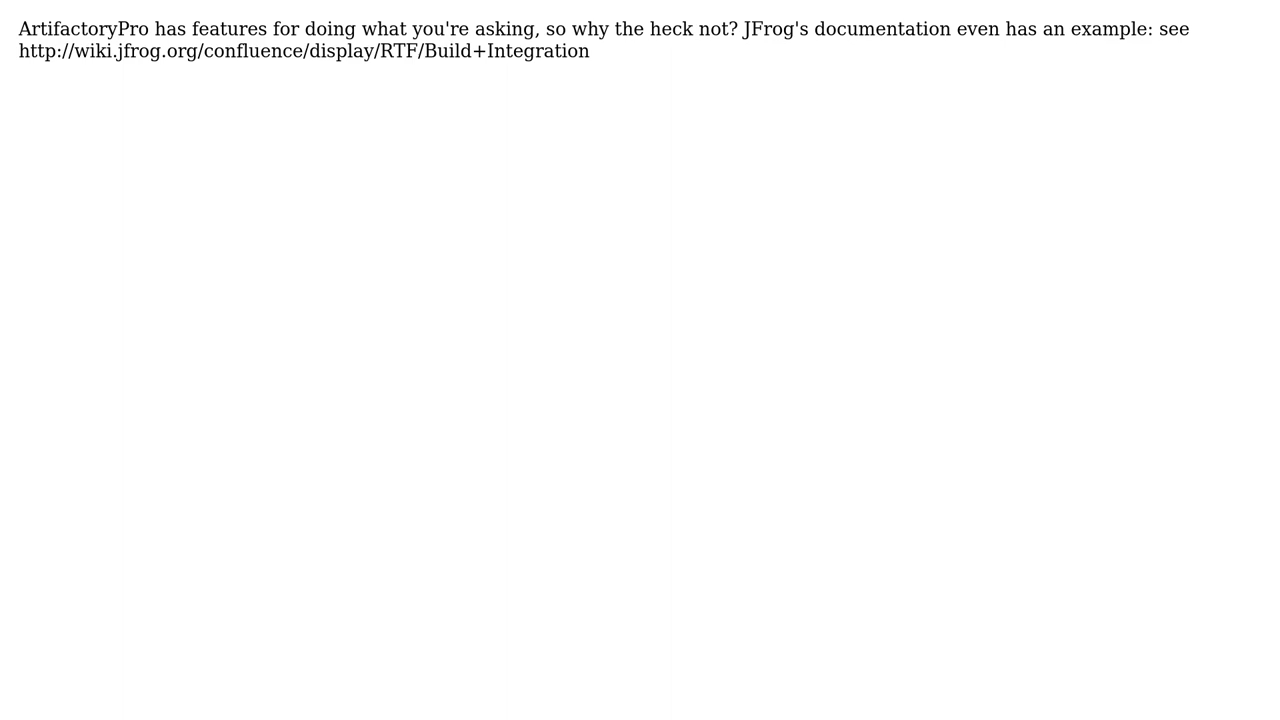 ArtifactoryPro has features for doing what you're asking, so why the heck not? JFrog's documentation even has an example: see
http://wiki.jfrog.org/confluence/display/RTF/Build+Integration